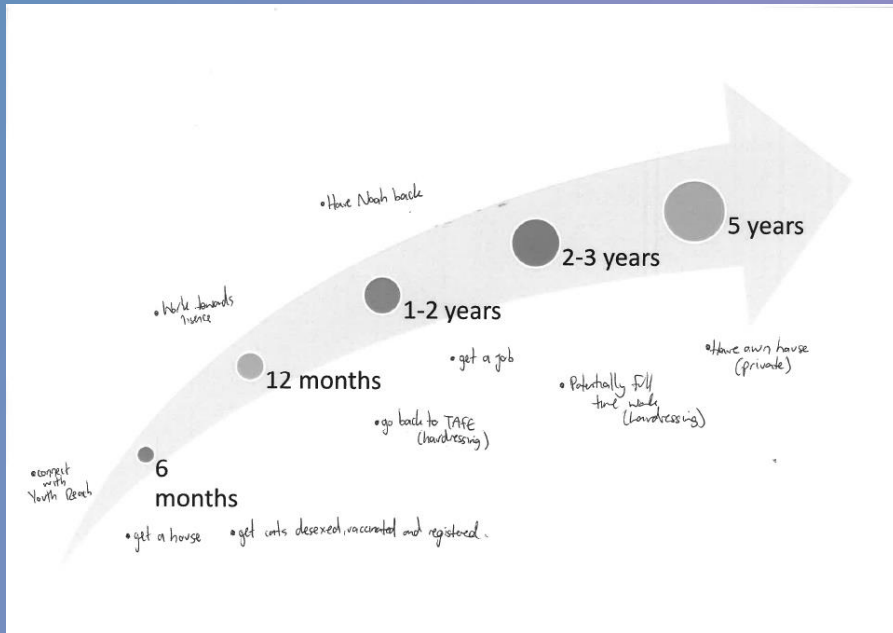 • Have Noah back
5 years
2-3 years
• Work towards
lisence
1-2 years
• Have own house
(private)
• get a job
12 months
• Potentially full
time work
(hairdressing)
• go back to TAFE
(hairdressing)
• connect
with
Youth Reach
6
months
• get a house • get cats desexed, vaccinated and registered.